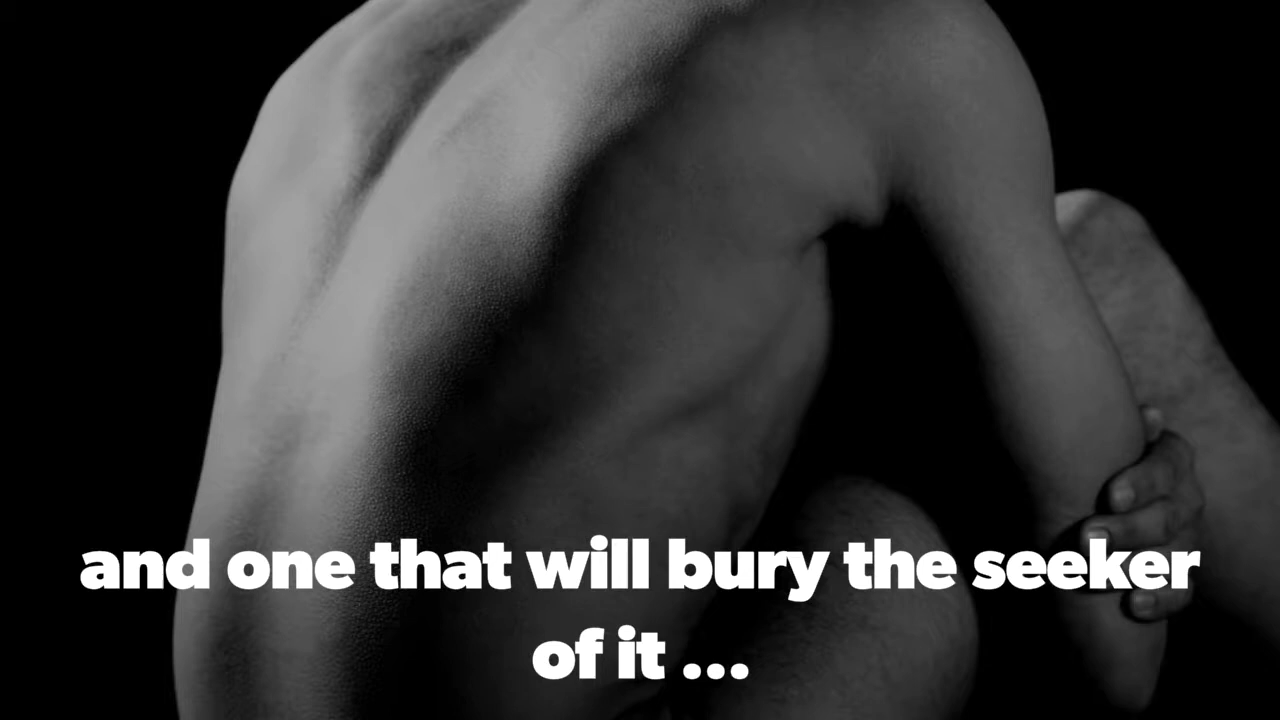 and one that will bury the seeker
of it ...